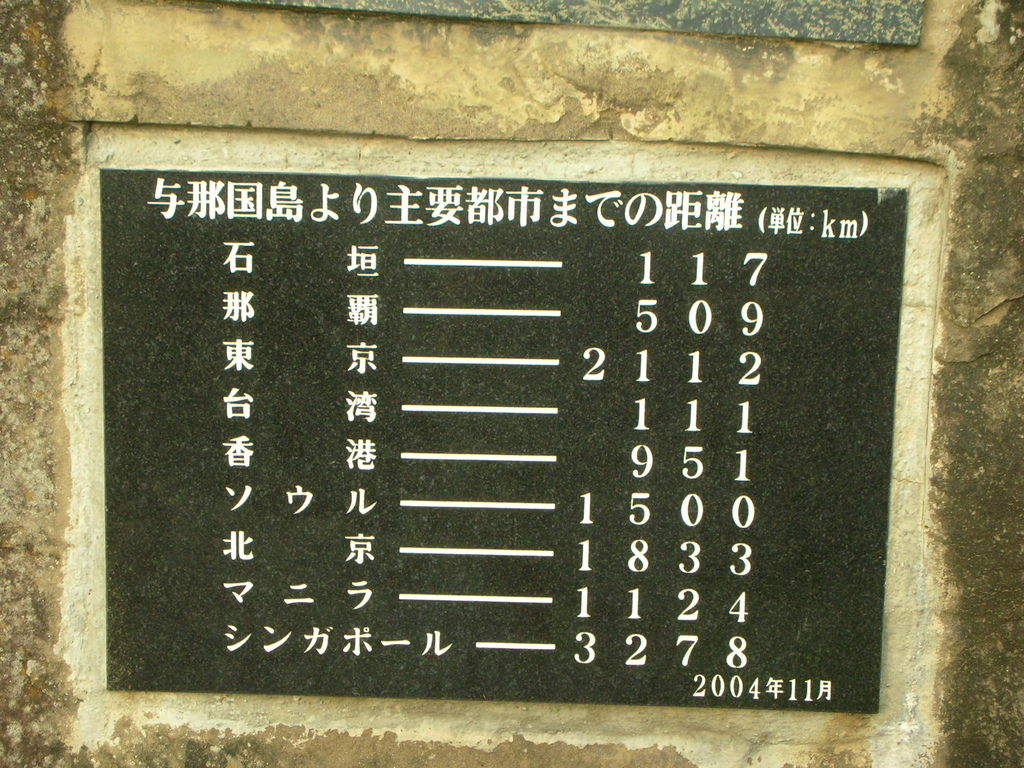 与那国島より主要都市までの距離 (単位:km)
石垣 ― 117
那覇 ― 509
東京 ― 2112
台湾 ― 111
香港 ― 951
ソウル ― 1500
北京 ― 1833
マニラ ― 1124
シンガポール ― 3278
2004年11月